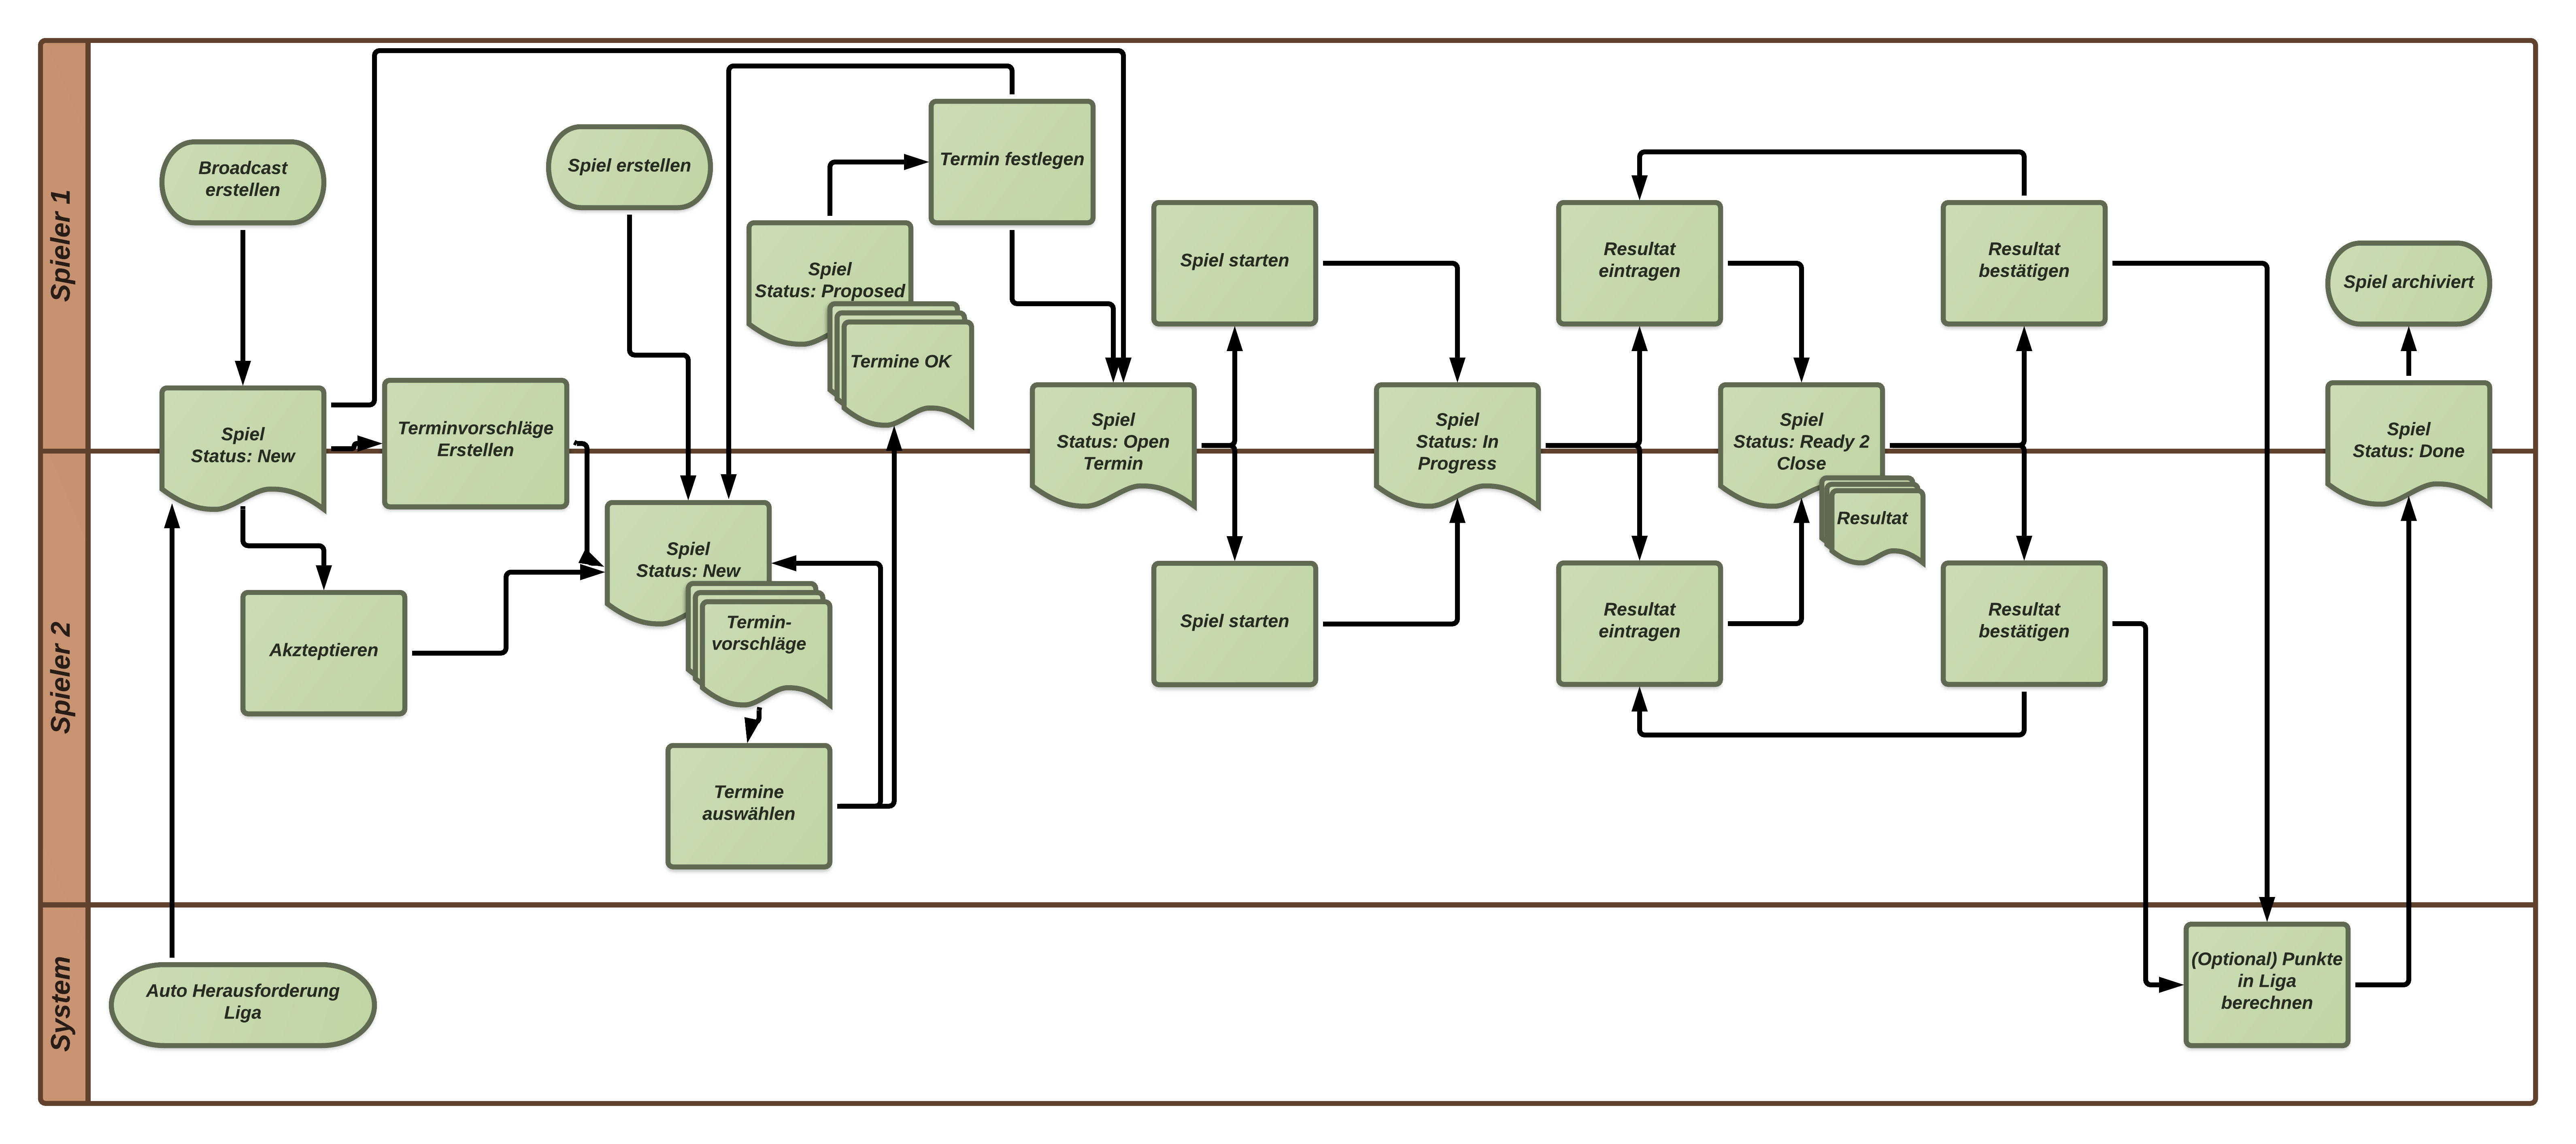 Spieler 1
Broadcast
erstellen
Spiel erstellen
Termin festlegen
Spiel
Status: Proposed
Termine OK
Spiel starten
Resultat
eintragen
Resultat
bestätigen
Spiel archiviert
Spiel
Status: New
Terminvorschläge
Erstellen
Spiel
Status: Open
Termin
Spiel
Status: In
Progress
Spiel
Status: Ready 2
Close
Resultat
Spiel
Status: Done
Spieler 2
Akzteptieren
Spiel
Status: New
Termin-
vorschläge
Termine
auswählen
Spiel starten
Resultat
eintragen
Resultat
bestätigen
System
Auto Herausforderung
Liga
(Optional) Punkte
in Liga
berechnen